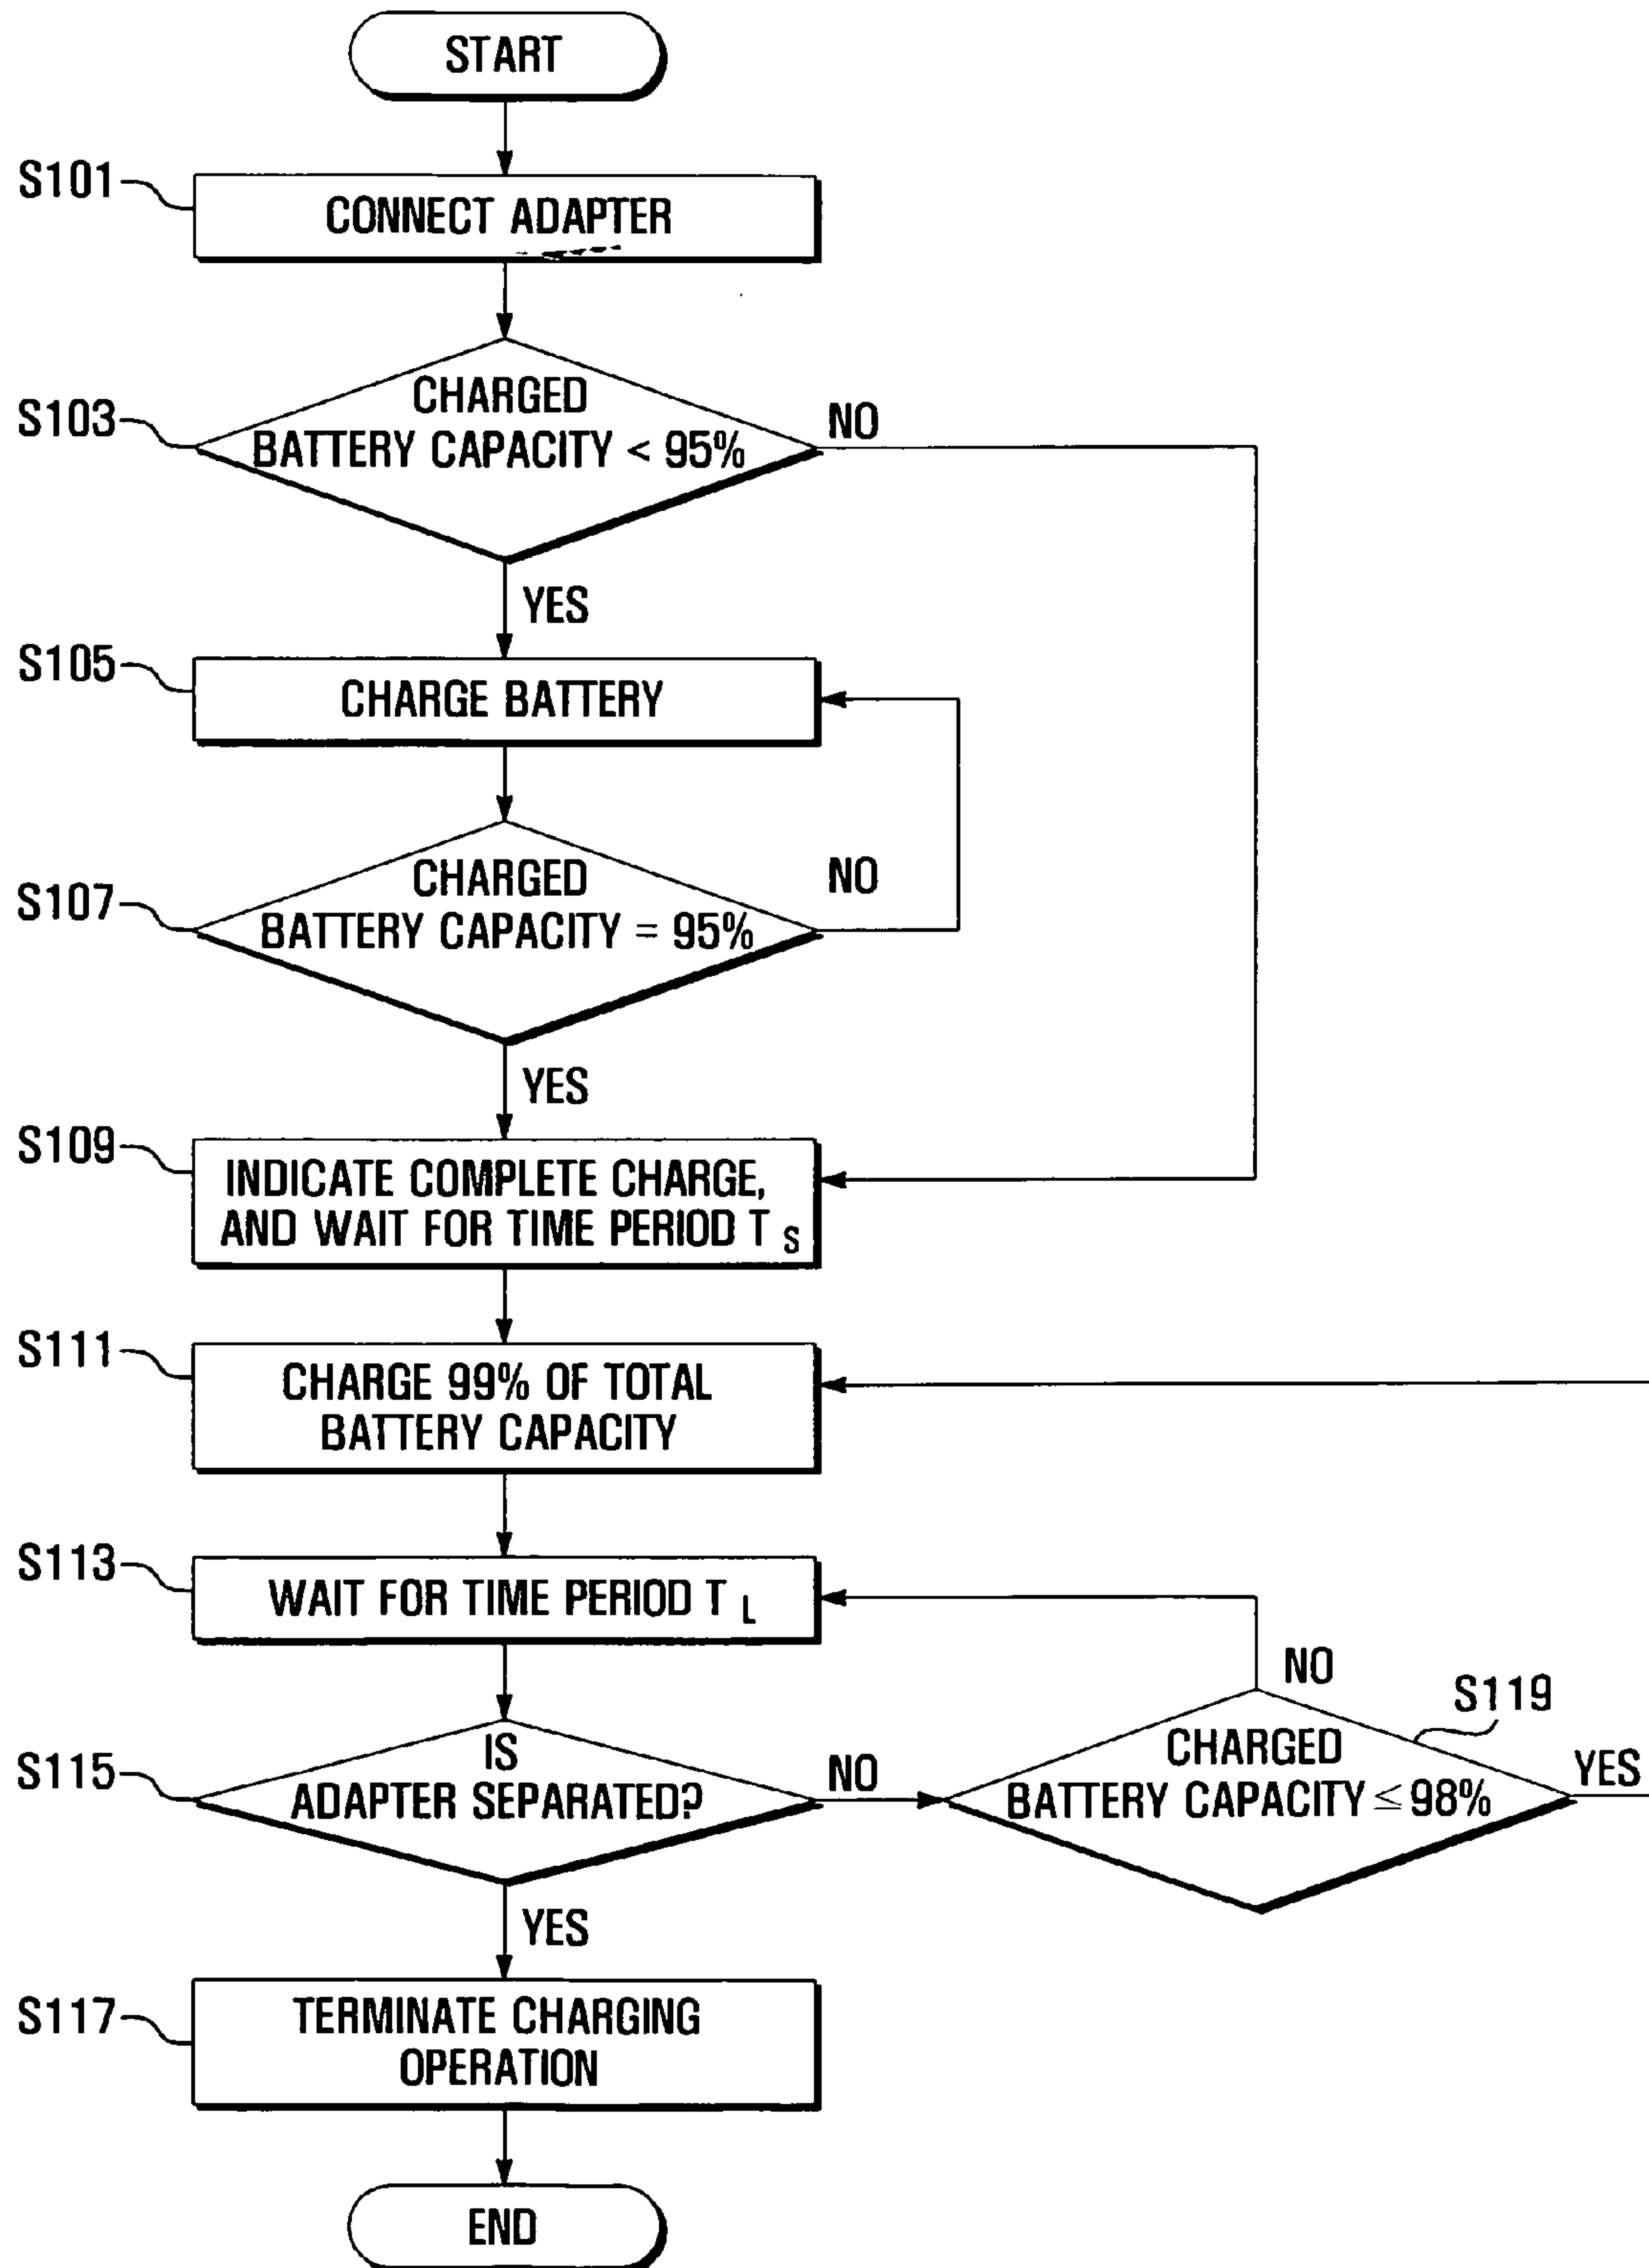 START
S101
CONNECT ADAPTER
S103
CHARGED
BATTERY CAPACITY < 95%
NO
YES
S105
CHARGE BATTERY
S107
CHARGED
BATTERY CAPACITY = 95%
NO
YES
S109
INDICATE COMPLETE CHARGE,
AND WAIT FOR TIME PERIOD T S
S111
CHARGE 99% OF TOTAL
BATTERY CAPACITY
S113
WAIT FOR TIME PERIOD T L
S115
IS
ADAPTER SEPARATED?
NO
YES
S119
CHARGED
BATTERY CAPACITY ≤ 98%
NO
YES
S117
TERMINATE CHARGING
OPERATION
END